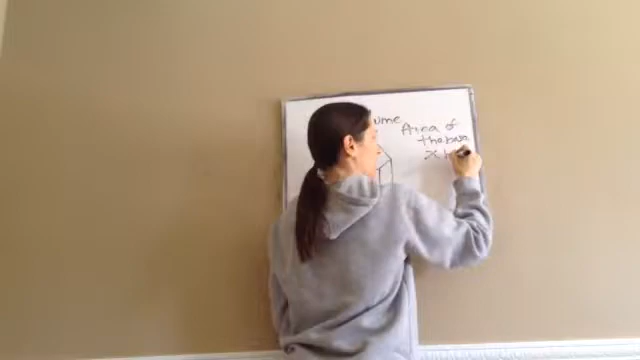 ume
Area of
the base
x h